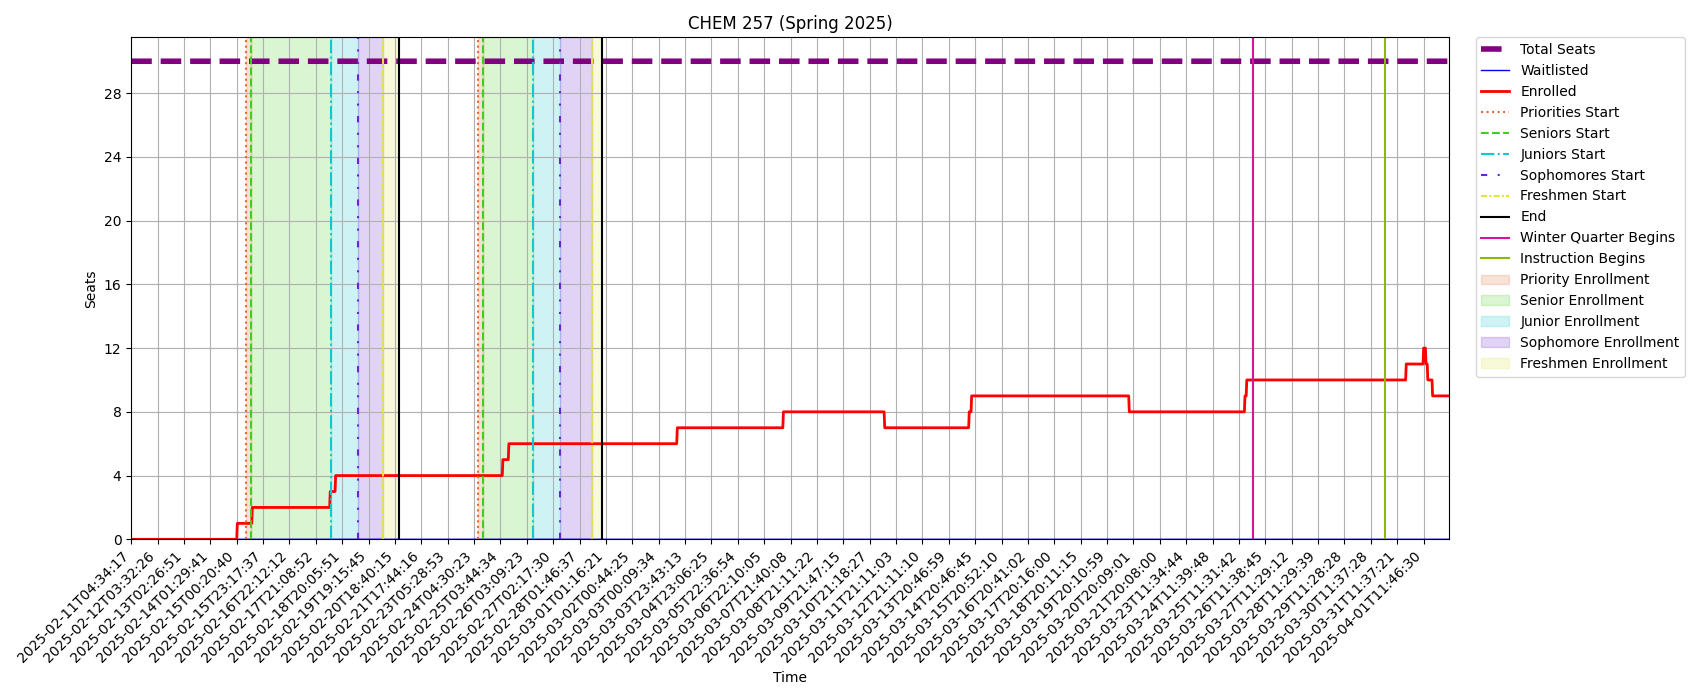 CHEM 257 (Spring 2025)
Seats
28
24
20
16
12
8
4
0
2025-02-11T04:34:17
2025-02-12T03:32:26
2025-02-13T02:26:51
2025-02-14T01:29:41
2025-02-15T00:20:40
2025-02-15T23:17:37
2025-02-16T22:12:12
2025-02-17T21:08:52
2025-02-18T20:05:51
2025-02-19T19:15:45
2025-02-20T18:40:15
2025-02-21T17:44:16
2025-02-23T05:28:53
2025-02-24T04:30:23
2025-02-25T03:44:34
2025-02-26T03:09:23
2025-02-27T02:17:30
2025-02-28T01:46:37
2025-03-01T01:16:21
2025-03-02T00:44:25
2025-03-03T00:09:34
2025-03-03T23:43:13
2025-03-04T23:06:25
2025-03-05T22:36:54
2025-03-06T22:10:05
2025-03-07T21:40:08
2025-03-08T21:11:22
2025-03-09T21:47:15
2025-03-10T21:18:27
2025-03-11T21:11:03
2025-03-12T21:11:10
2025-03-13T20:46:59
2025-03-14T20:46:45
2025-03-15T20:52:10
2025-03-16T20:41:02
2025-03-17T20:16:00
2025-03-18T20:11:15
2025-03-19T20:10:59
2025-03-20T20:09:01
2025-03-21T20:08:00
2025-03-23T11:34:44
2025-03-24T11:39:48
2025-03-25T11:31:42
2025-03-26T11:38:45
2025-03-27T11:29:12
2025-03-28T11:29:39
2025-03-29T11:28:28
2025-03-30T11:37:28
2025-03-31T11:37:21
2025-04-01T11:46:30
Time
Total Seats
Waitlisted
Enrolled
Priorities Start
Seniors Start
Juniors Start
Sophomores Start
Freshmen Start
End
Winter Quarter Begins
Instruction Begins
Priority Enrollment
Senior Enrollment
Junior Enrollment
Sophomore Enrollment
Freshmen Enrollment